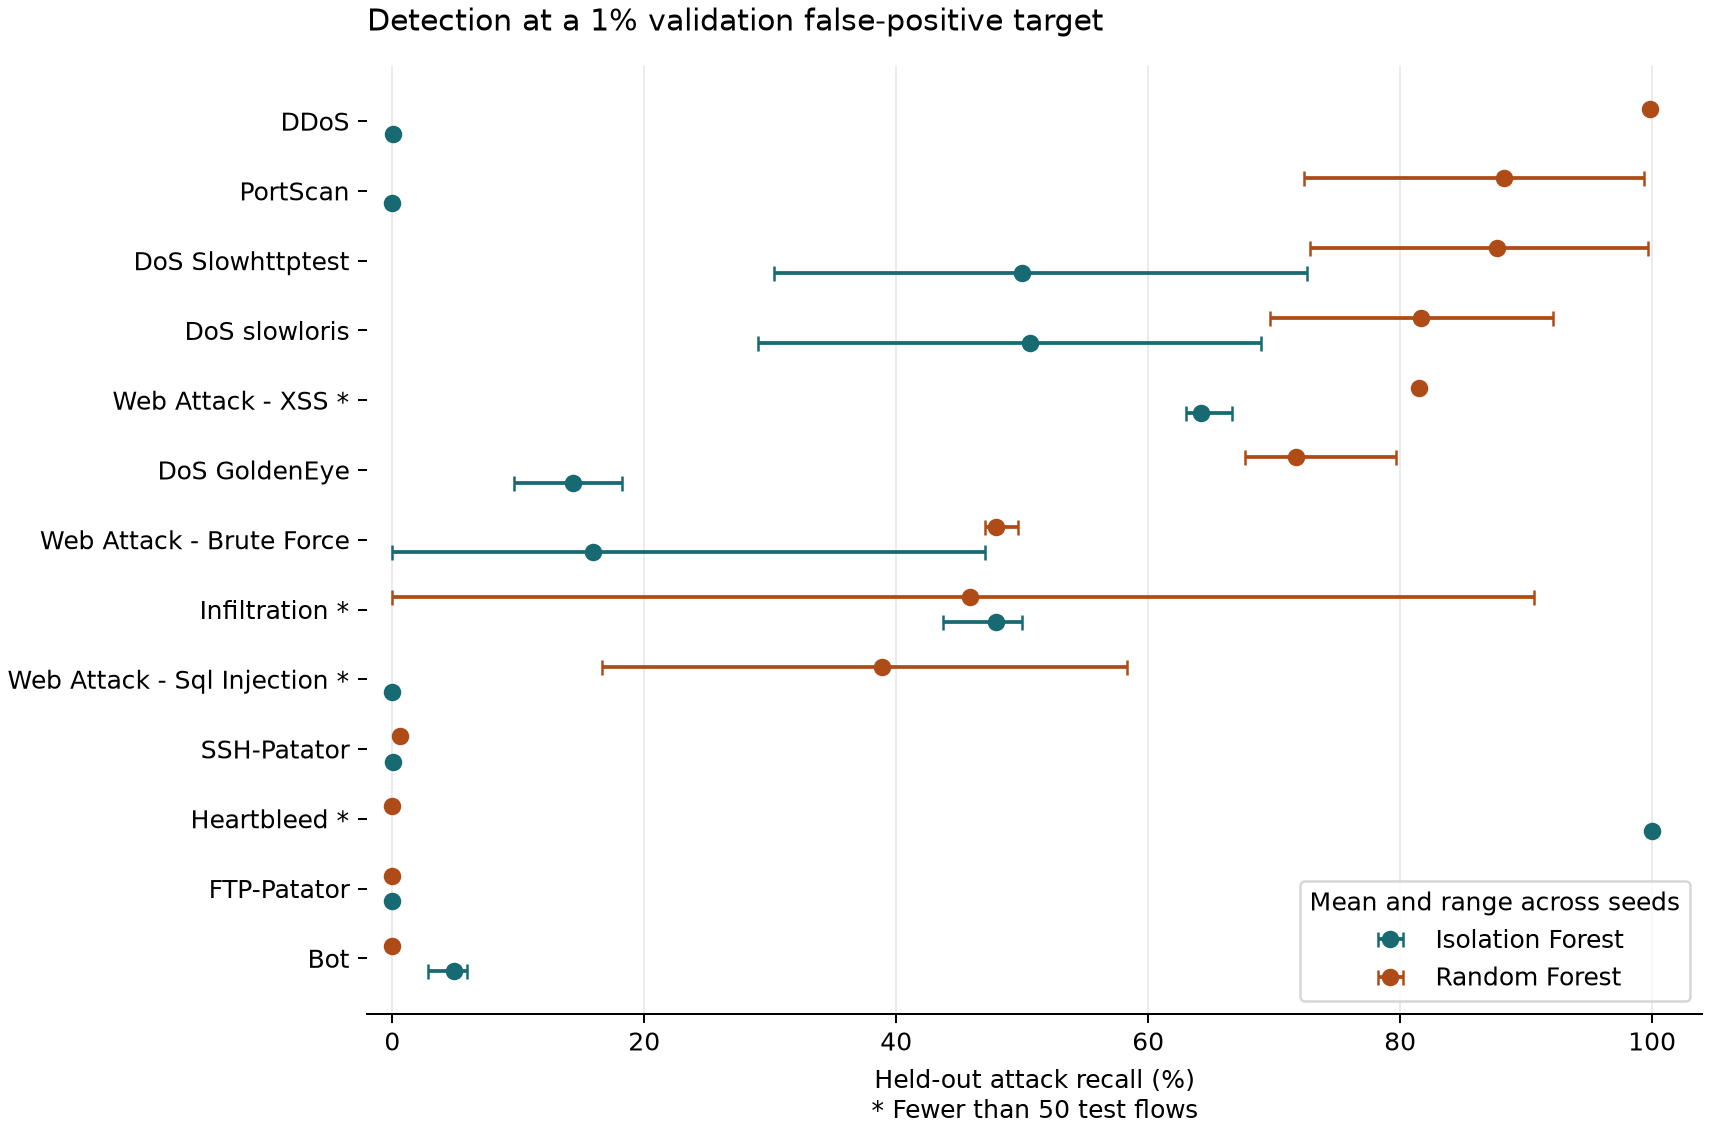 Detection at a 1% validation false-positive target
DDoS
PortScan
DoS Slowhttptest
DoS slowloris
Web Attack - XSS *
DoS GoldenEye
Web Attack - Brute Force
Infiltration *
Web Attack - Sql Injection *
SSH-Patator
Heartbleed *
FTP-Patator
Bot
Mean and range across seeds
Isolation Forest
Random Forest
0 20 40 60 80 100
Held-out attack recall (%)
* Fewer than 50 test flows